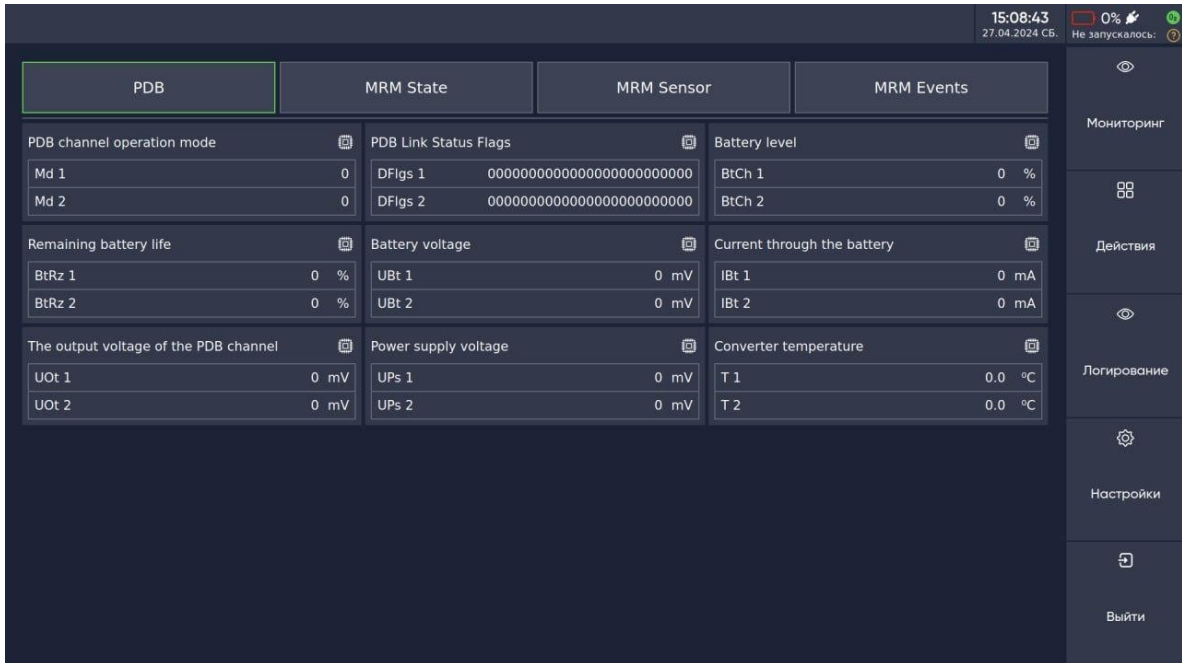 15:08:43
27.04.2024 СБ.
0%
O₂
Не запускалось:
?
PDB
MRM State
MRM Sensor
MRM Events
PDB channel operation mode
Md 1 0
Md 2 0
PDB Link Status Flags
DFlgs 1 000000000000000000000000
DFlgs 2 000000000000000000000000
Battery level
BtCh 1 0 %
BtCh 2 0 %
Remaining battery life
BtRz 1 0 %
BtRz 2 0 %
Battery voltage
UBt 1 0 mV
UBt 2 0 mV
Current through the battery
IBt 1 0 mA
IBt 2 0 mA
The output voltage of the PDB channel
UOt 1 0 mV
UOt 2 0 mV
Power supply voltage
UPs 1 0 mV
UPs 2 0 mV
Converter temperature
T 1 0.0 ºC
T 2 0.0 ºC
Мониторинг
Действия
Логирование
Настройки
Выйти